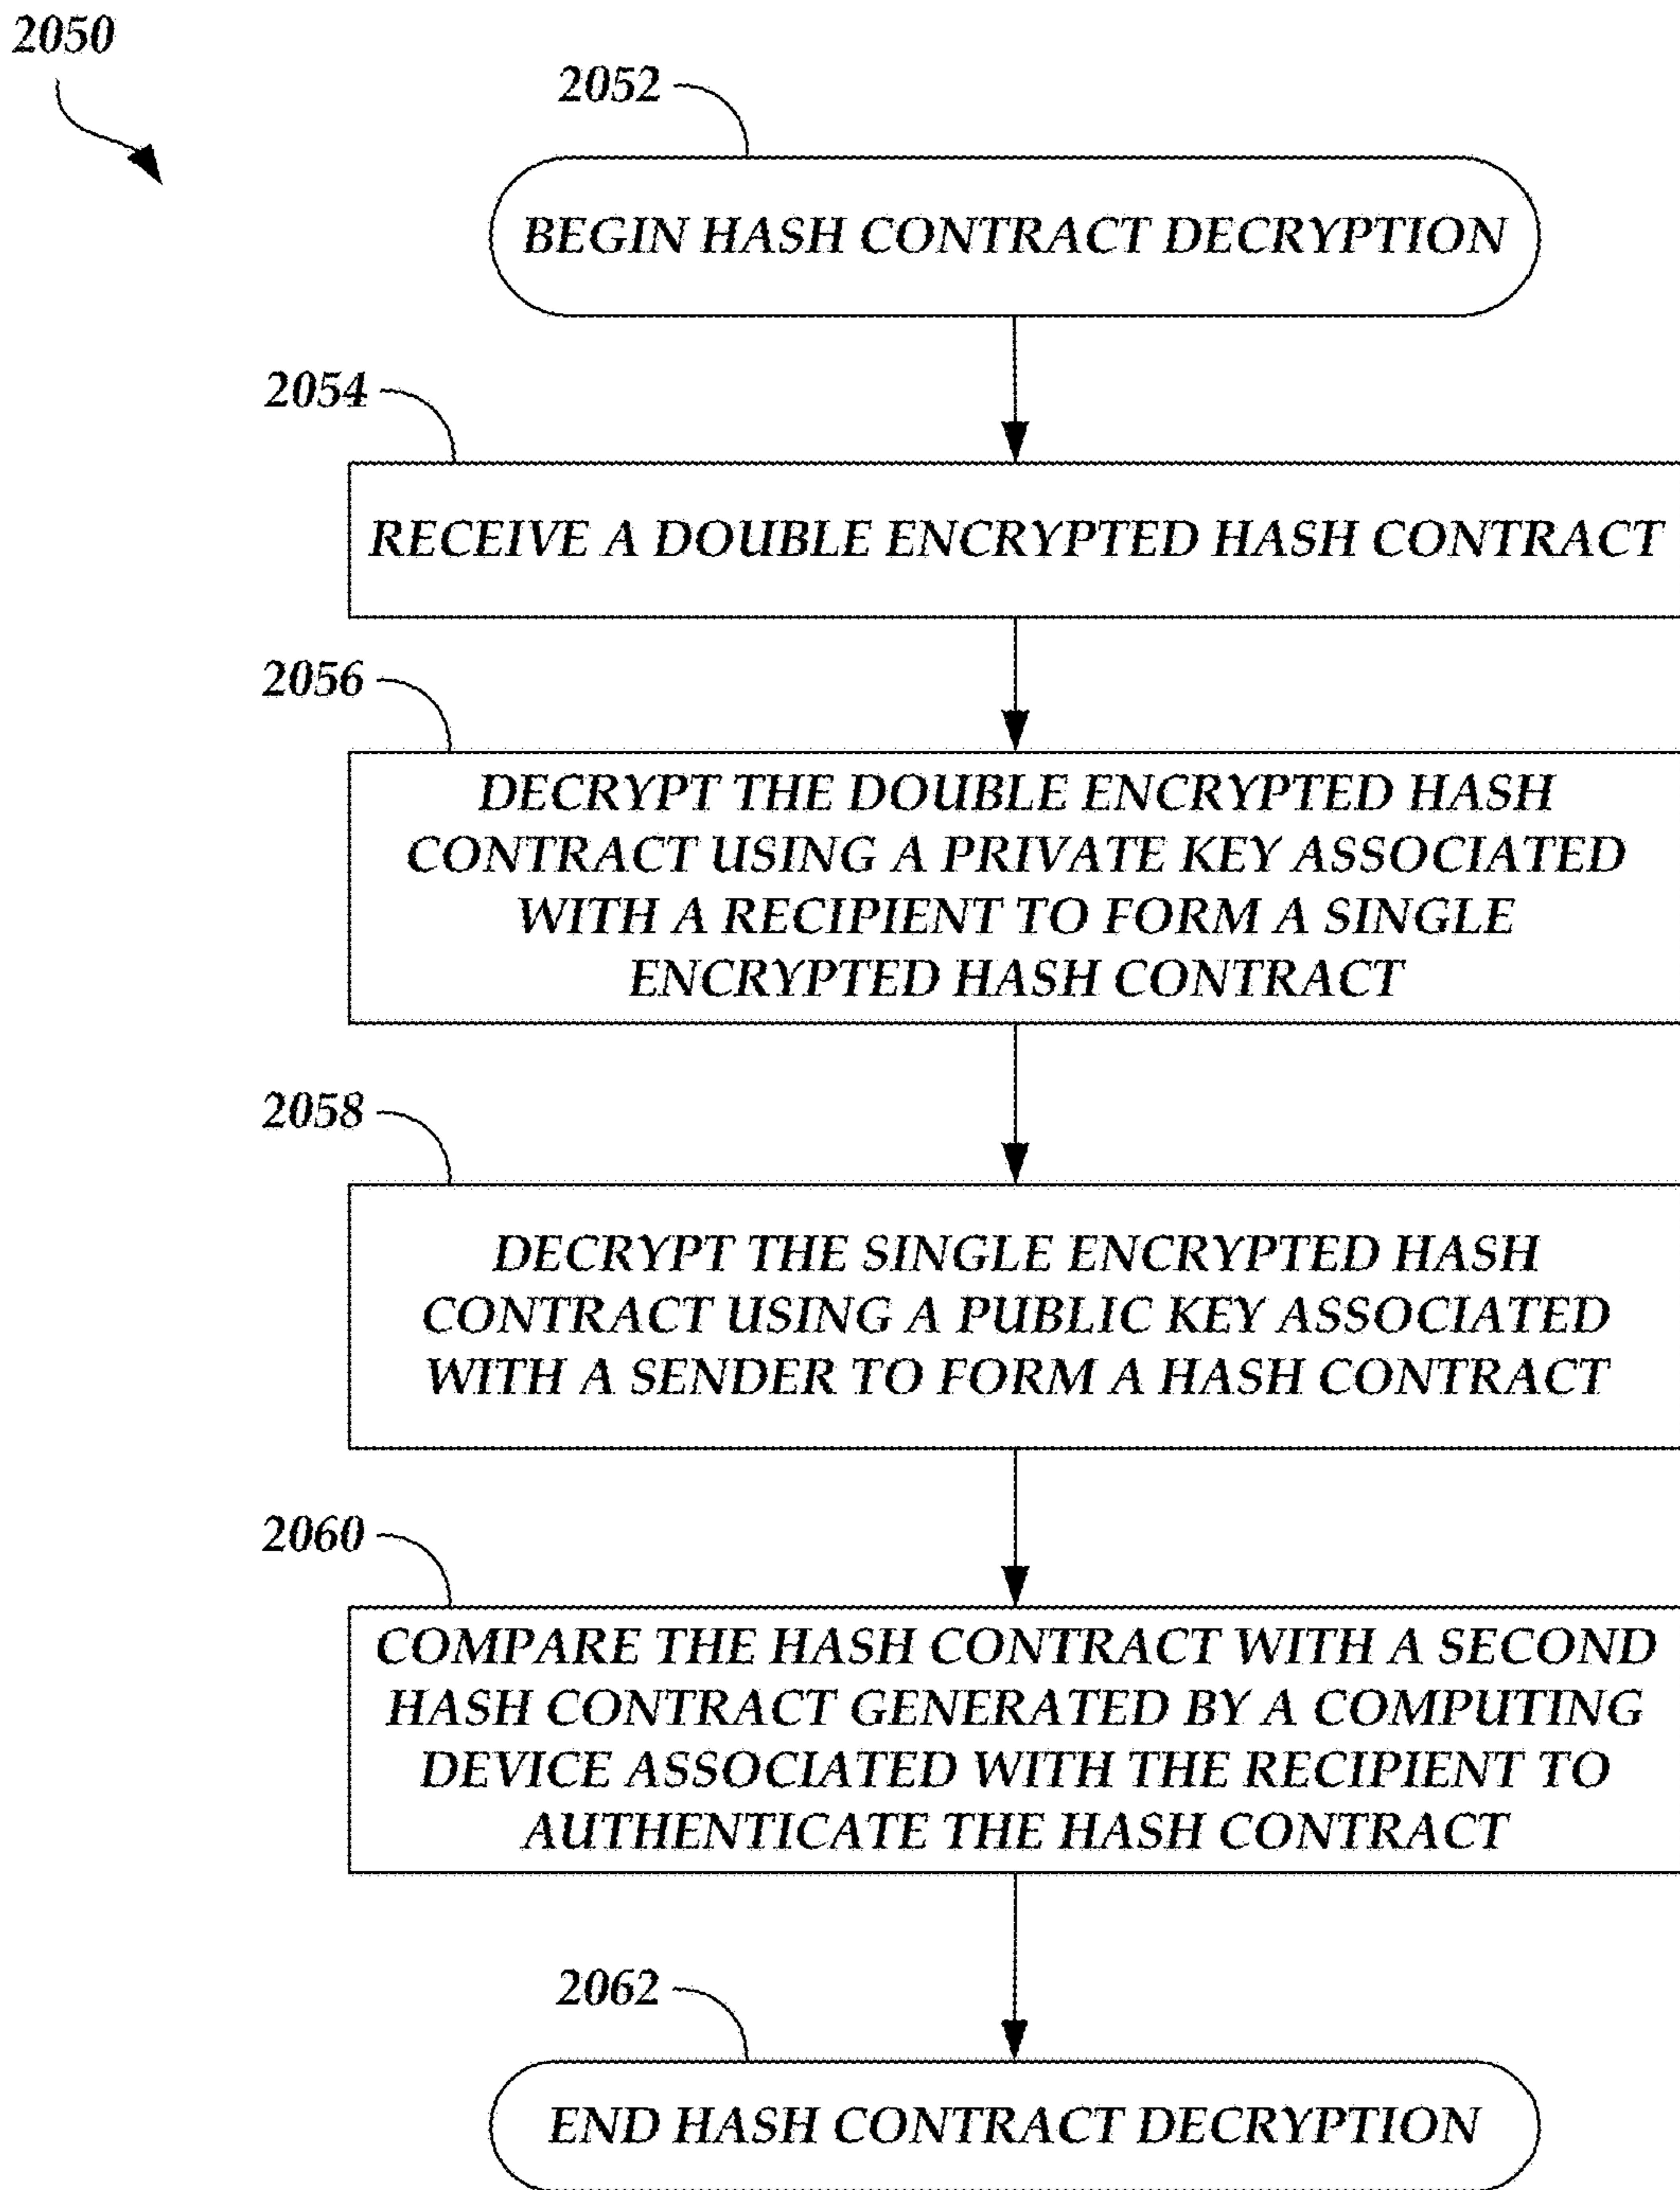 2050
2052
BEGIN HASH CONTRACT DECRYPTION
2054
RECEIVE A DOUBLE ENCRYPTED HASH CONTRACT
2056
DECRYPT THE DOUBLE ENCRYPTED HASH
CONTRACT USING A PRIVATE KEY ASSOCIATED
WITH A RECIPIENT TO FORM A SINGLE
ENCRYPTED HASH CONTRACT
2058
DECRYPT THE SINGLE ENCRYPTED HASH
CONTRACT USING A PUBLIC KEY ASSOCIATED
WITH A SENDER TO FORM A HASH CONTRACT
2060
COMPARE THE HASH CONTRACT WITH A SECOND
HASH CONTRACT GENERATED BY A COMPUTING
DEVICE ASSOCIATED WITH THE RECIPIENT TO
AUTHENTICATE THE HASH CONTRACT
2062
END HASH CONTRACT DECRYPTION